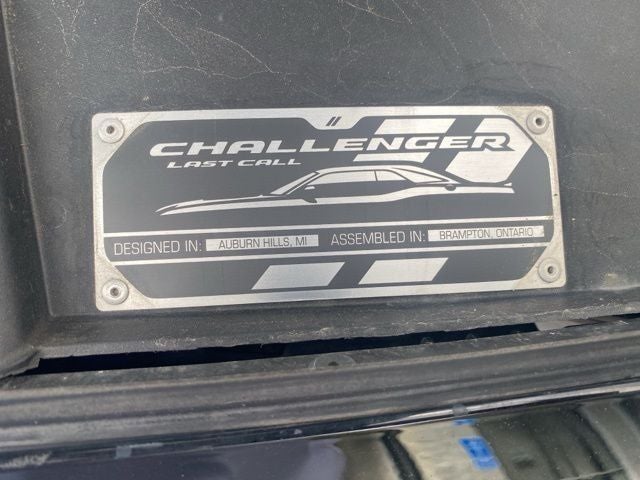 CHALLENGER
LAST CALL
DESIGNED IN: AUBURN HILLS, MI ASSEMBLED IN: BRAMPTON, ONTARIO